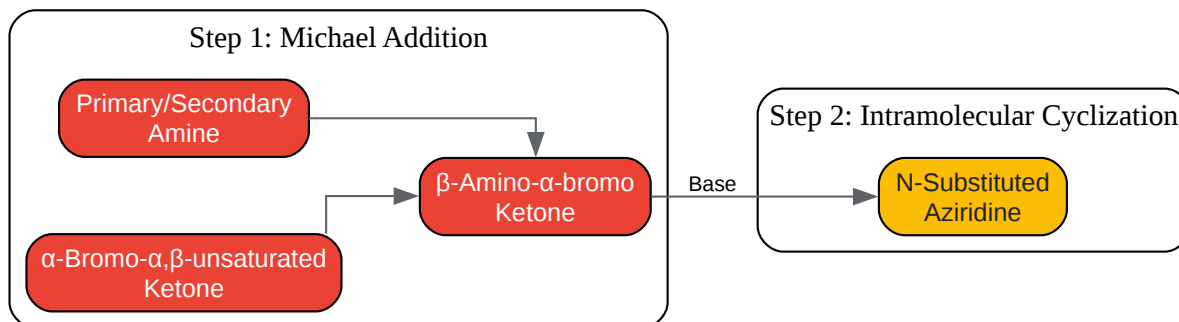 Step 1: Michael Addition
Primary/Secondary
Amine
α-Bromo-α,β-unsaturated
Ketone
β-Amino-α-bromo
Ketone
Base
Step 2: Intramolecular Cyclization
N-Substituted
Aziridine